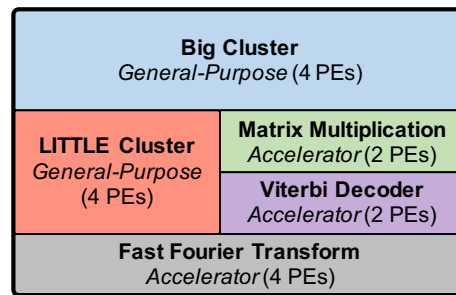 Big Cluster
General-Purpose (4 PEs)
LITTLE Cluster
General-Purpose
(4 PEs)
Matrix Multiplication
Accelerator (2 PEs)
Viterbi Decoder
Accelerator (2 PEs)
Fast Fourier Transform
Accelerator (4 PEs)